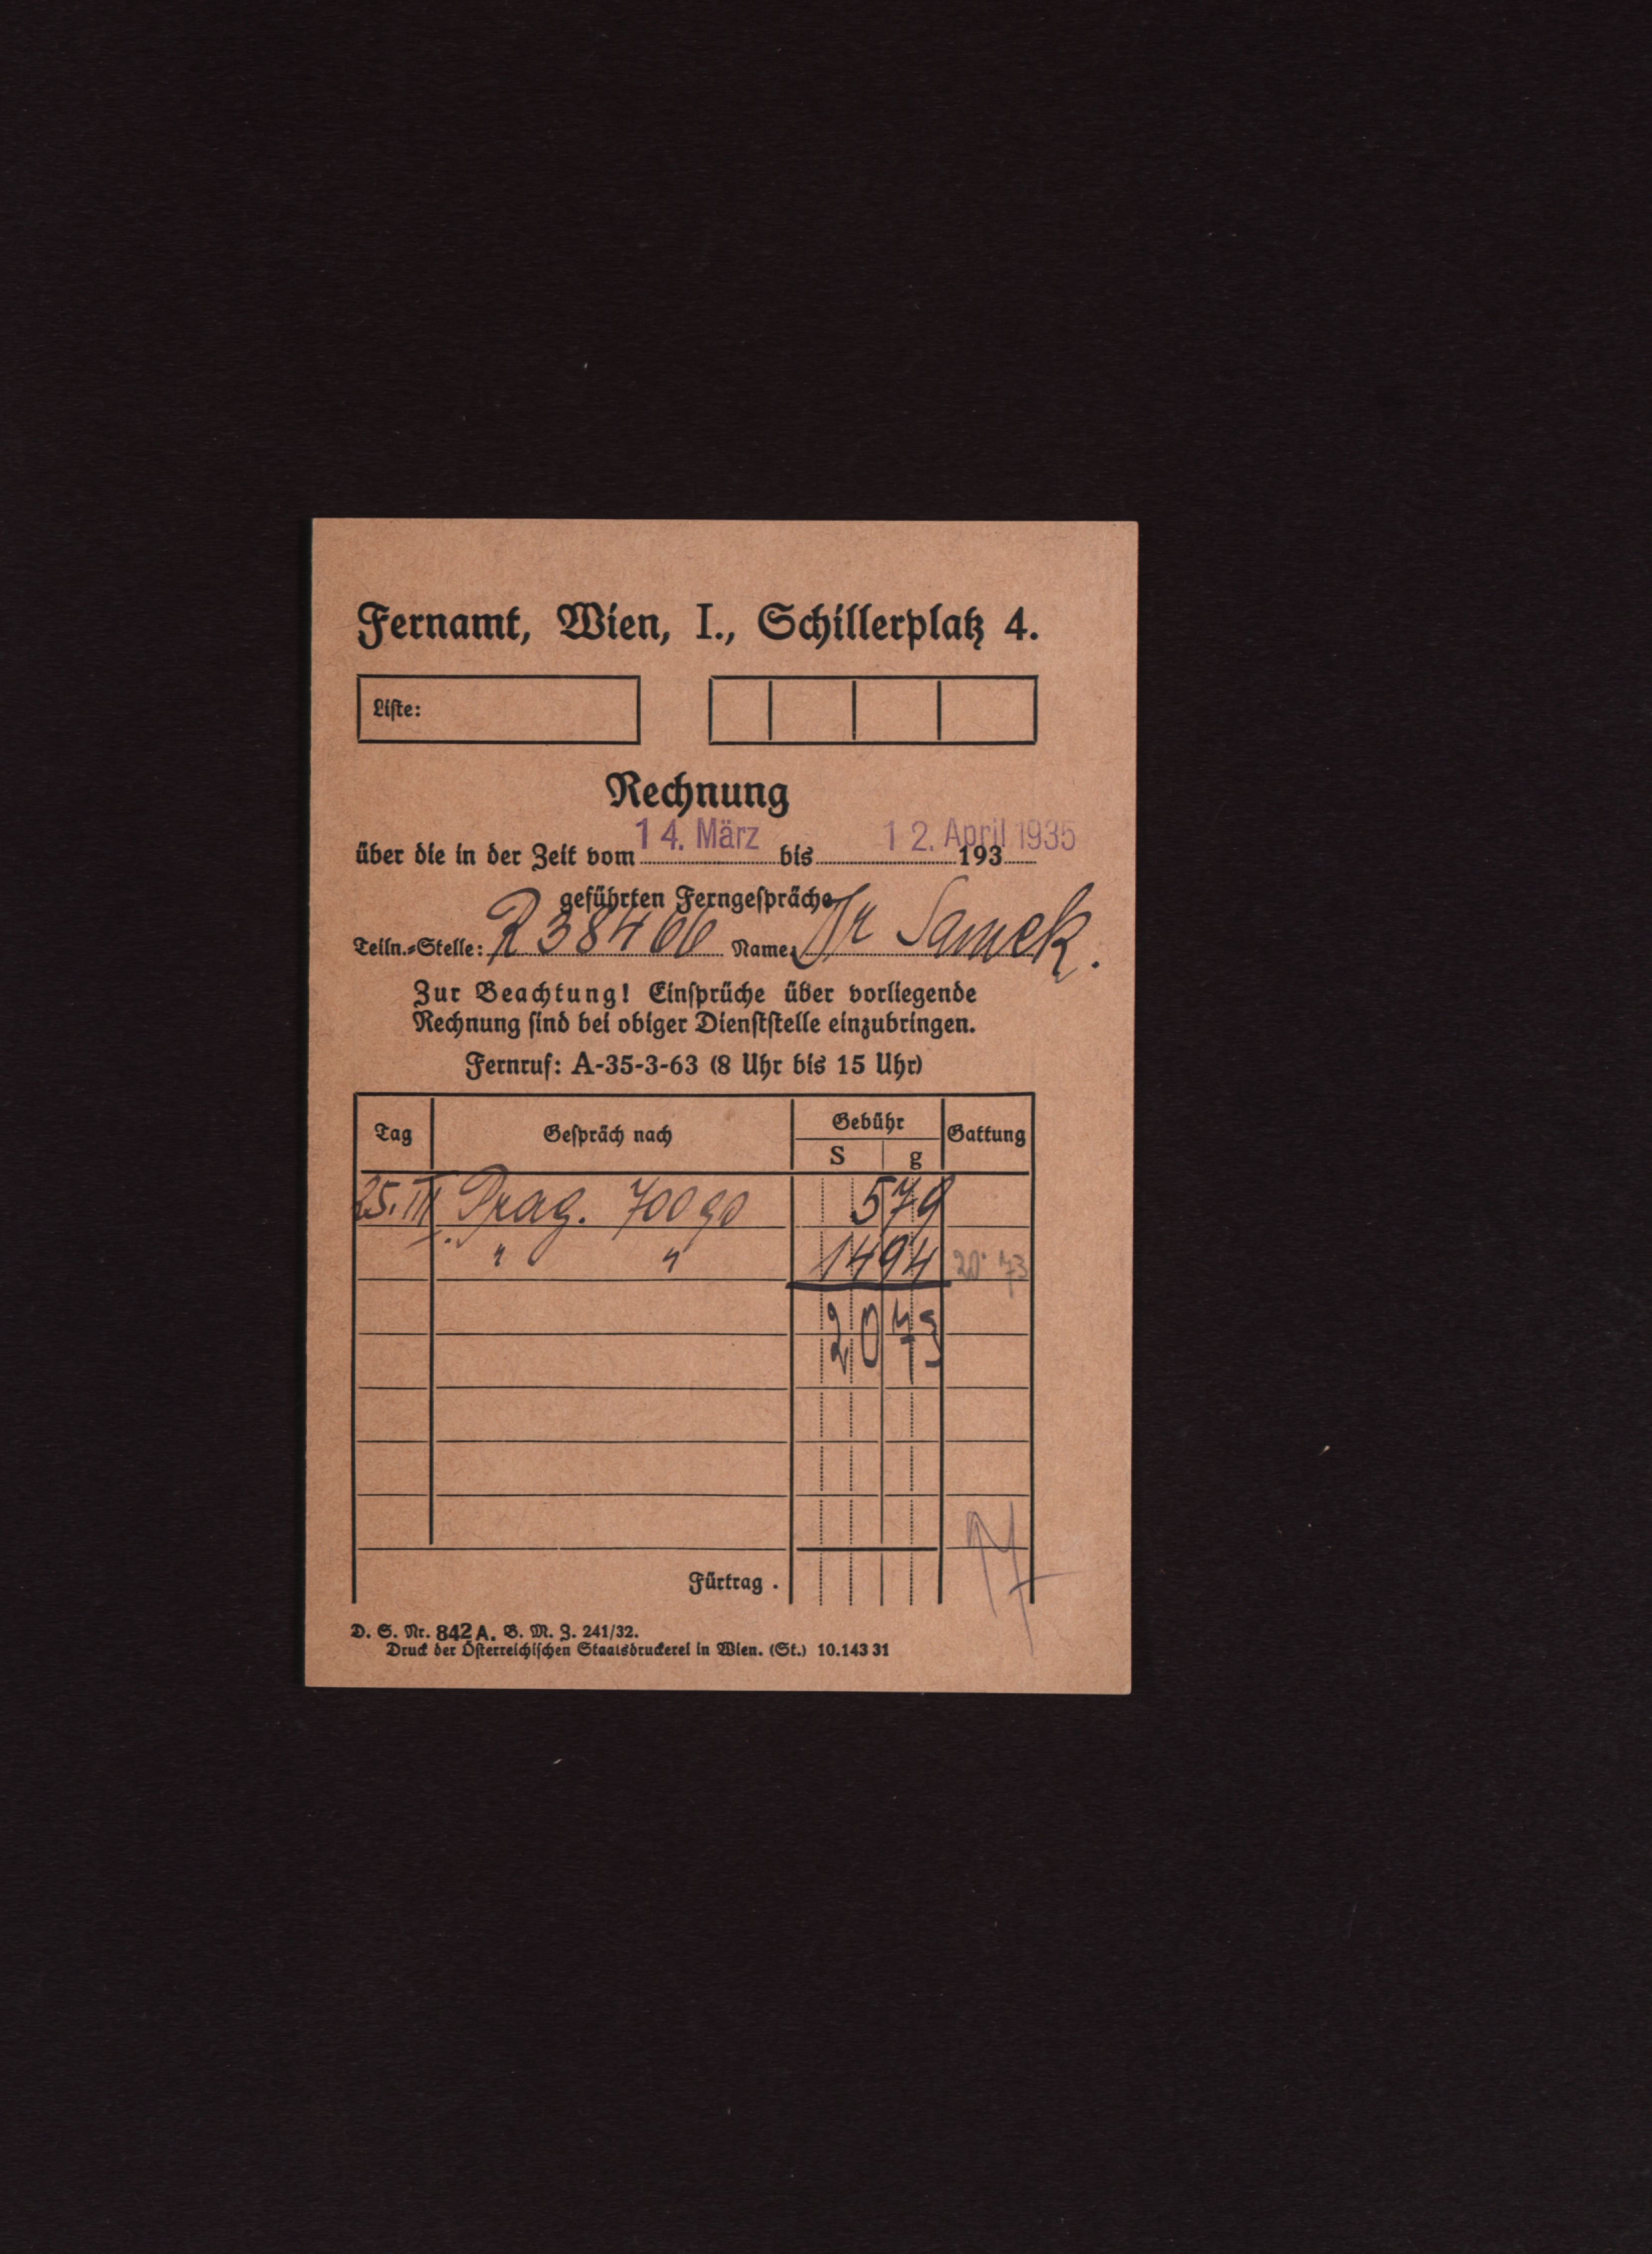 Fernamt, Wien, I., Schillerplatz 4.
Liste:
Rechnung
über die in der Zeit vom 14. März bis 12. April 1935 193
geführten Ferngespräche
Teiln.-Stelle: R 38466 Name: Dr Samek.
Zur Beachtung! Einsprüche über vorliegende
Rechnung sind bei obiger Dienststelle einzubringen.
Fernruf: A-35-3-63 (8 Uhr bis 15 Uhr)
Tag Gespräch nach Gebühr Gattung
S g
25. III. Prag. 70090 5 79
" " 14 94 20 73
20 73
Fürtrag .
D. S. Nr. 842 A. B. M. Z. 241/32.
Druck der Österreichischen Staatsdruckerei in Wien. (St.) 10.143 31